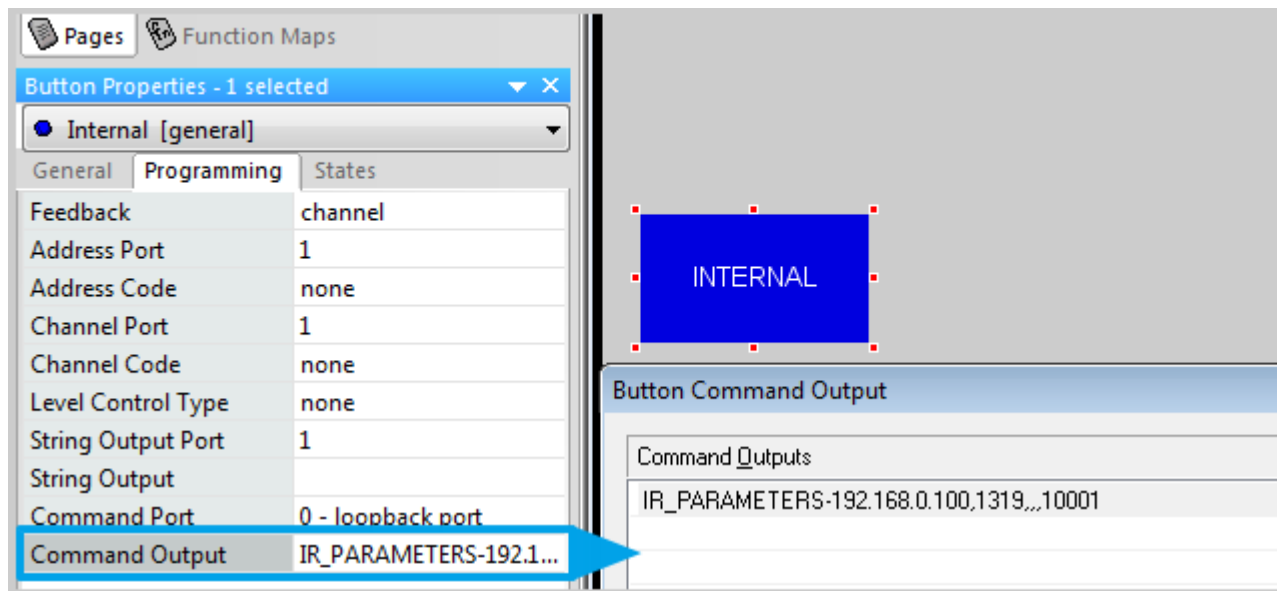 Pages Function Maps
Button Properties - 1 selected
Internal [general]
General Programming States
Feedback channel
Address Port 1
Address Code none
Channel Port 1
Channel Code none
Level Control Type none
String Output Port 1
String Output
Command Port 0 - loopback port
Command Output IR_PARAMETERS-192.1...
INTERNAL
Button Command Output
Command Outputs
IR_PARAMETERS-192.168.0.100,1319,,,10001